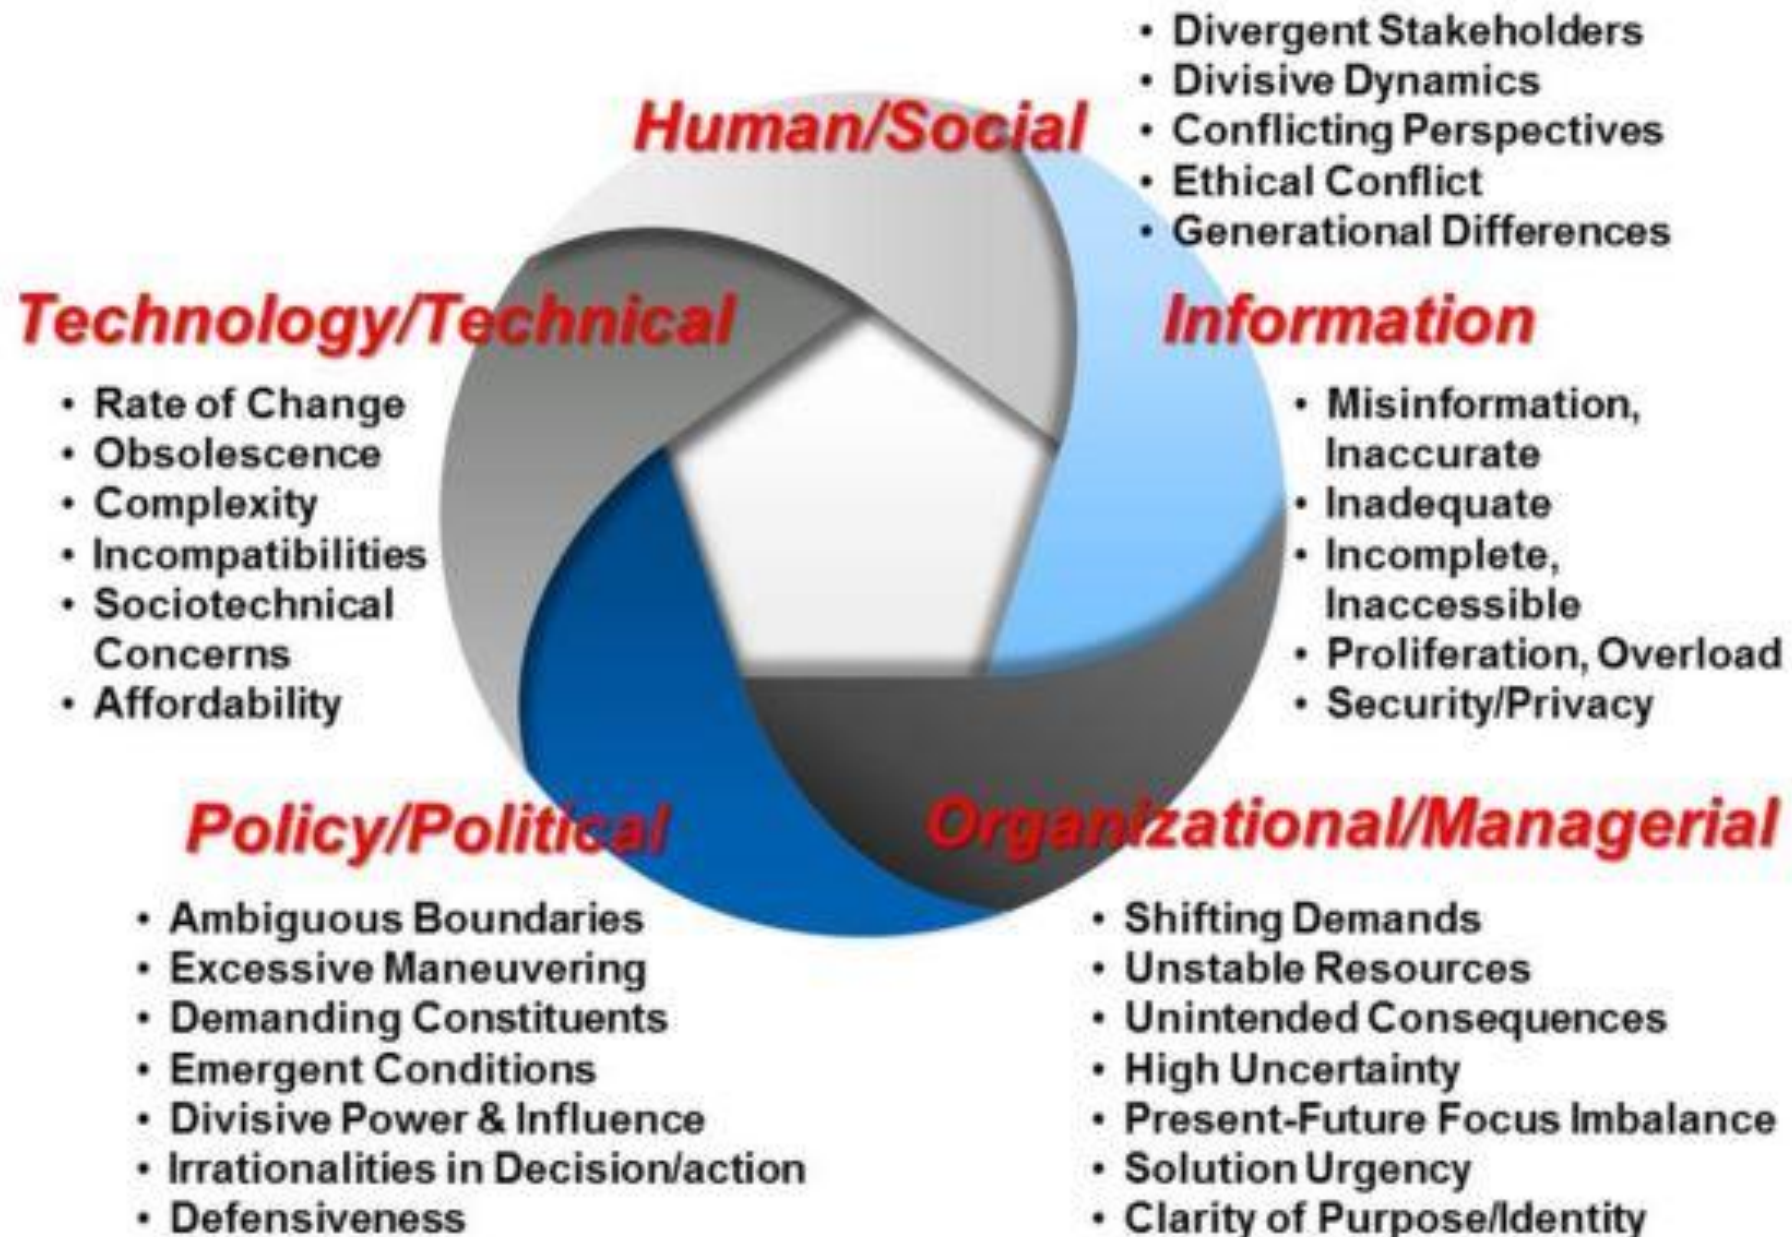 Human/Social
• Divergent Stakeholders
• Divisive Dynamics
• Conflicting Perspectives
• Ethical Conflict
• Generational Differences
Technology/Technical
• Rate of Change
• Obsolescence
• Complexity
• Incompatibilities
• Sociotechnical
Concerns
• Affordability
Information
• Misinformation,
Inaccurate
• Inadequate
• Incomplete,
Inaccessible
• Proliferation, Overload
• Security/Privacy
Policy/Political
• Ambiguous Boundaries
• Excessive Maneuvering
• Demanding Constituents
• Emergent Conditions
• Divisive Power & Influence
• Irrationalities in Decision/action
• Defensiveness
Organizational/Managerial
• Shifting Demands
• Unstable Resources
• Unintended Consequences
• High Uncertainty
• Present-Future Focus Imbalance
• Solution Urgency
• Clarity of Purpose/Identity